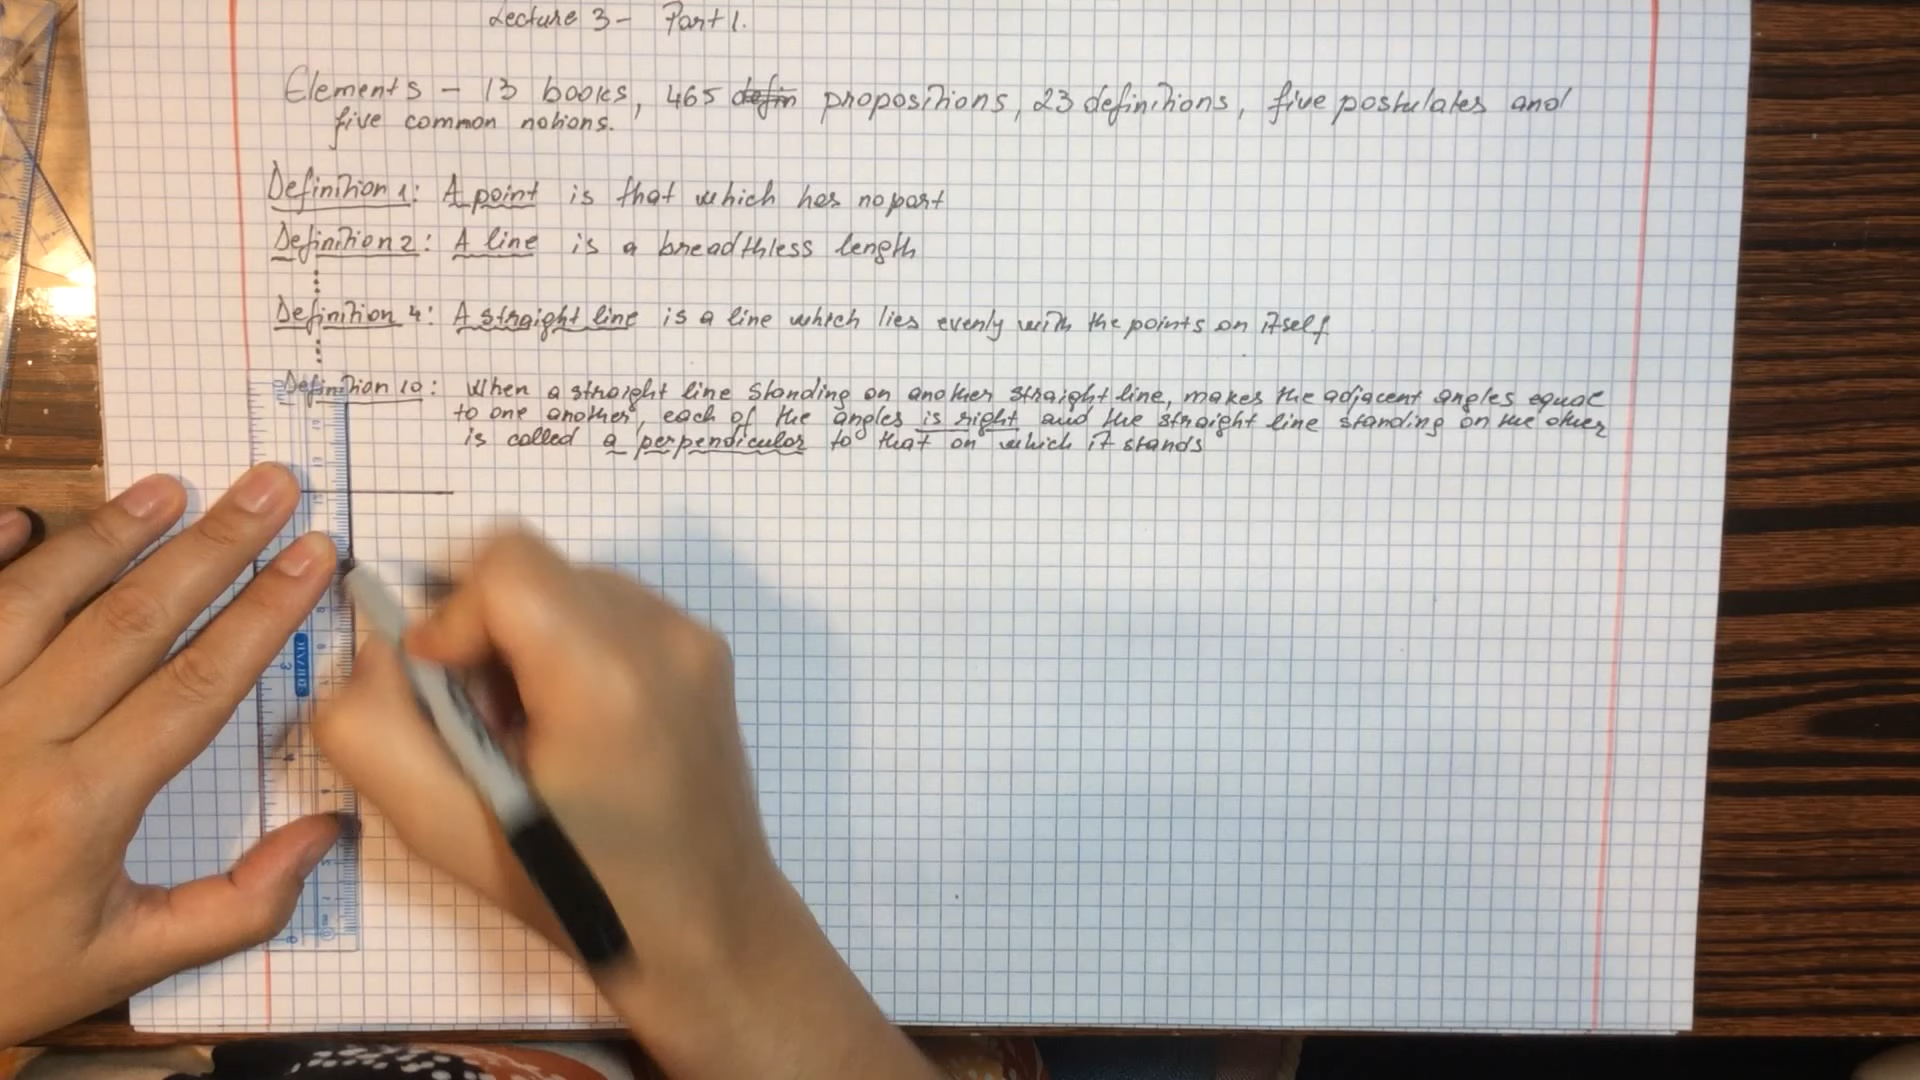 Lecture 3 - Part 1.
Elements - 13 books, 465 defin propositions, 23 definitions, five postulates and
five common notions.
Definition 1: A point is that which has no part
Definition 2: A line is a breadthless length
Definition 4: A straight line is a line which lies evenly with the points on itself
Definition 10: When a straight line standing on another straight line, makes the adjacent angles equal
to one another, each of the angles is right and the straight line standing on the other
is called a perpendicular to that on which it stands